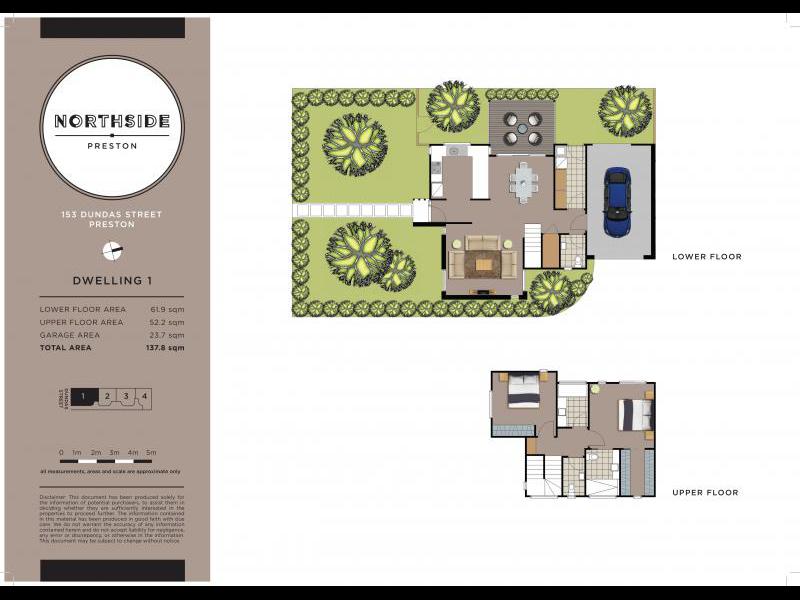 NORTHSIDE
PRESTON
153 DUNDAS STREET
PRESTON
DWELLING 1
LOWER FLOOR AREA 61.9 sqm
UPPER FLOOR AREA 52.2 sqm
GARAGE AREA 23.7 sqm
TOTAL AREA 137.8 sqm
DUNDAS
STREET
1 2 3 4
0 1m 2m 3m 4m 5m
all measurements, areas and scale are approximate only
Disclaimer: This document has been produced solely for
the information of potential purchasers, to assist them in
deciding whether they are sufficiently interested in the
properties to proceed further. The information contained
in this material has been produced in good faith with due
care. We do not warrant the accuracy of any information
contained herein and do not accept liability for negligence,
any error or discrepancy, or otherwise in the information.
This document may be subject to change without notice.
LOWER FLOOR
UPPER FLOOR